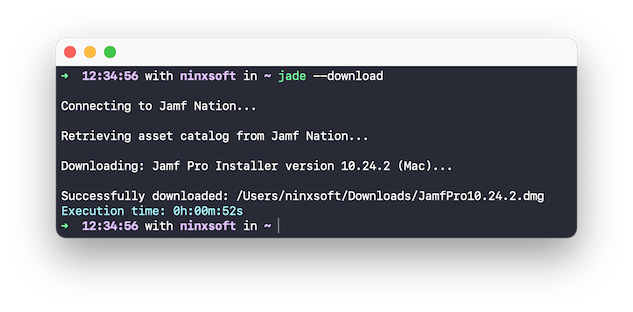 ➜ 12:34:56 with ninxsoft in ~ jade --download
Connecting to Jamf Nation...
Retrieving asset catalog from Jamf Nation...
Downloading: Jamf Pro Installer version 10.24.2 (Mac)...
Successfully downloaded: /Users/ninxsoft/Downloads/JamfPro10.24.2.dmg
Execution time: 0h:00m:52s
➜ 12:34:56 with ninxsoft in ~